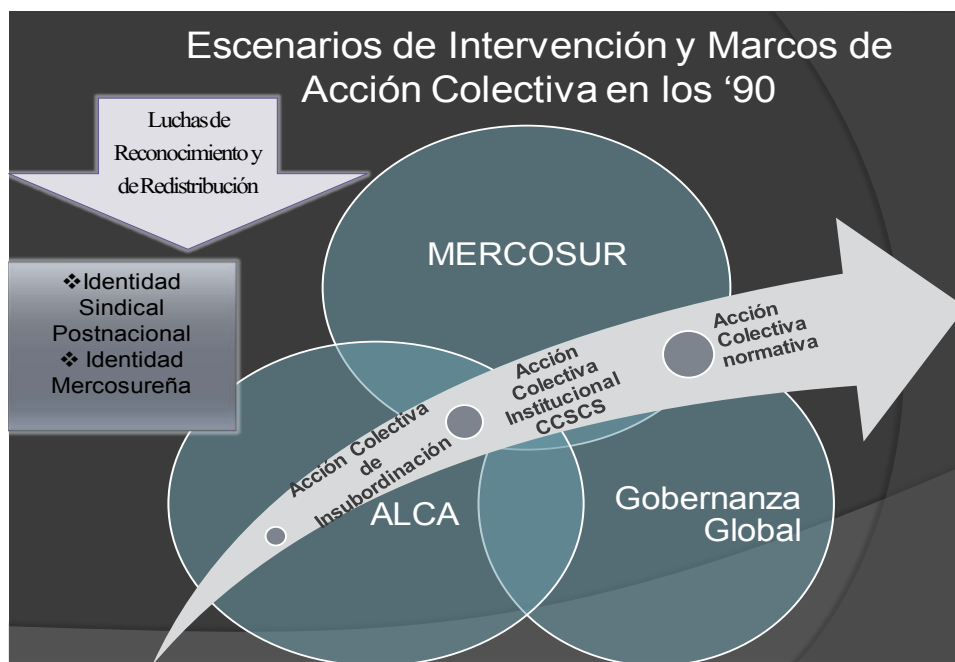 Escenarios de Intervención y Marcos de
Acción Colectiva en los ‘90
Luchas de
Reconocimiento y
de Redistribución
❖Identidad
Sindical
Postnacional
❖ Identidad
Mercosureña
MERCOSUR
Acción Colectiva
de
Insubordinación
Acción
Colectiva
Institucional
CCSCS
Acción
Colectiva
normativa
ALCA
Gobernanza
Global